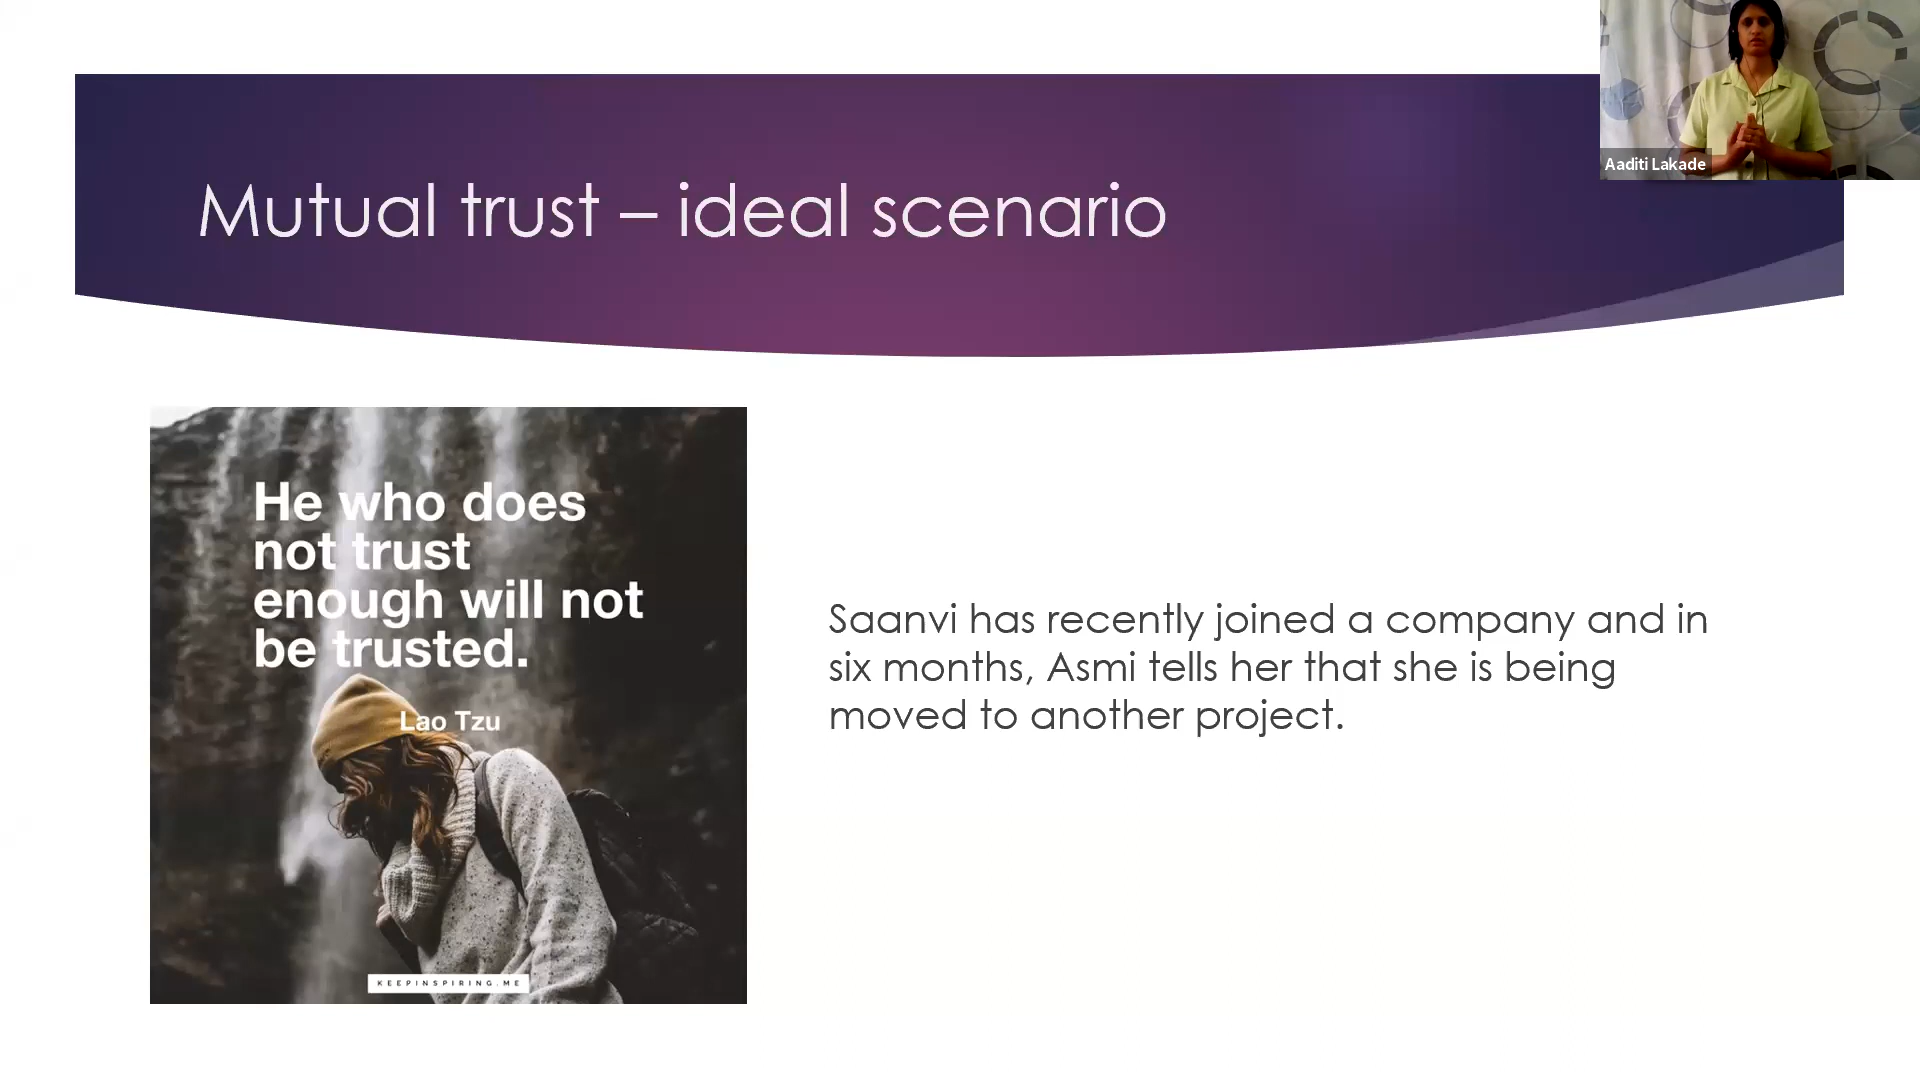 Aaditi Lakade
Mutual trust – ideal scenario
He who does
not trust
enough will not
be trusted.
Lao Tzu
KEEPINSPIRING.ME
Saanvi has recently joined a company and in
six months, Asmi tells her that she is being
moved to another project.